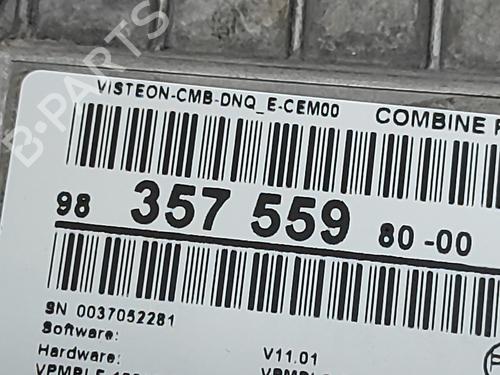 B-PARTS
VISTEON-CMB-DNQ_E-CEM00
COMBINE
98 357 559 80-00
SN 0037052281
Software:
Hardware: V11.01